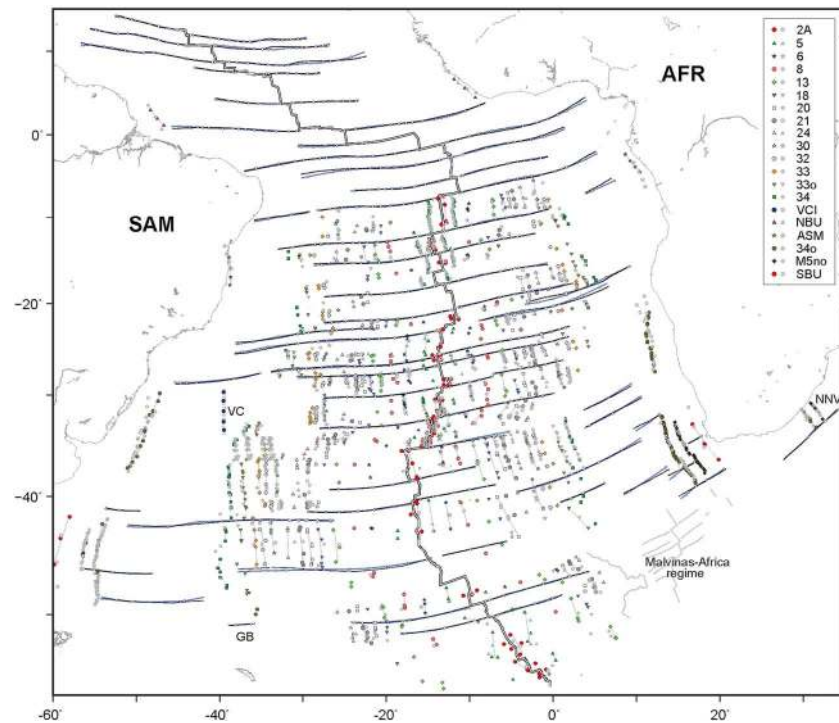 AFR
SAM
2A
5
6
8
13
18
20
21
24
30
32
33
33o
34
VCI
NBU
ASM
34o
M5no
SBU
0˚
−20˚
−40˚
VC
NNV
Malvinas-Africa
regime
GB
−60˚
−40˚
−20˚
0˚
20˚